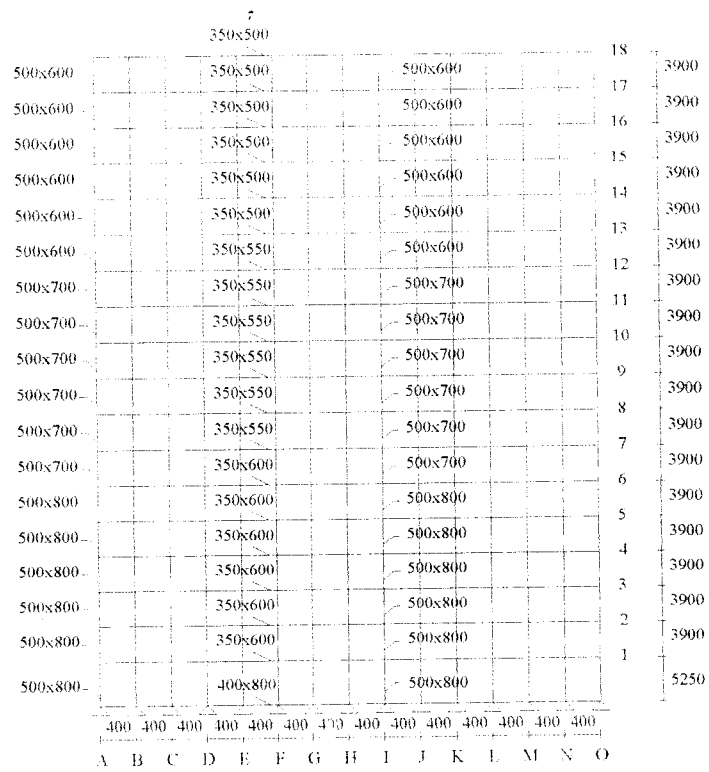 350x500
18
500x600 350x500 500x600 3900
17
500x600 350x500 500x600 3900
16
500x600 350x500 500x600 3900
15
500x600 350x500 500x600 3900
14
500x600 350x500 500x600 3900
13
500x600 350x550 500x600 3900
12
500x700 350x550 500x700 3900
11
500x700 350x550 500x700 3900
10
500x700 350x550 500x700 3900
9
500x700 350x550 500x700 3900
8
500x700 350x550 500x700 3900
7
500x700 350x600 500x700 3900
6
500x800 350x600 500x800 3900
5
500x800 350x600 500x800 3900
4
500x800 350x600 500x800 3900
3
500x800 350x600 500x800 3900
2
500x800 350x600 500x800 3900
1
500x800 400x800 500x800 5250
400 400 400 400 400 400 400 400 400 400 400 400 400
A B C D E F G H I J K L M N O